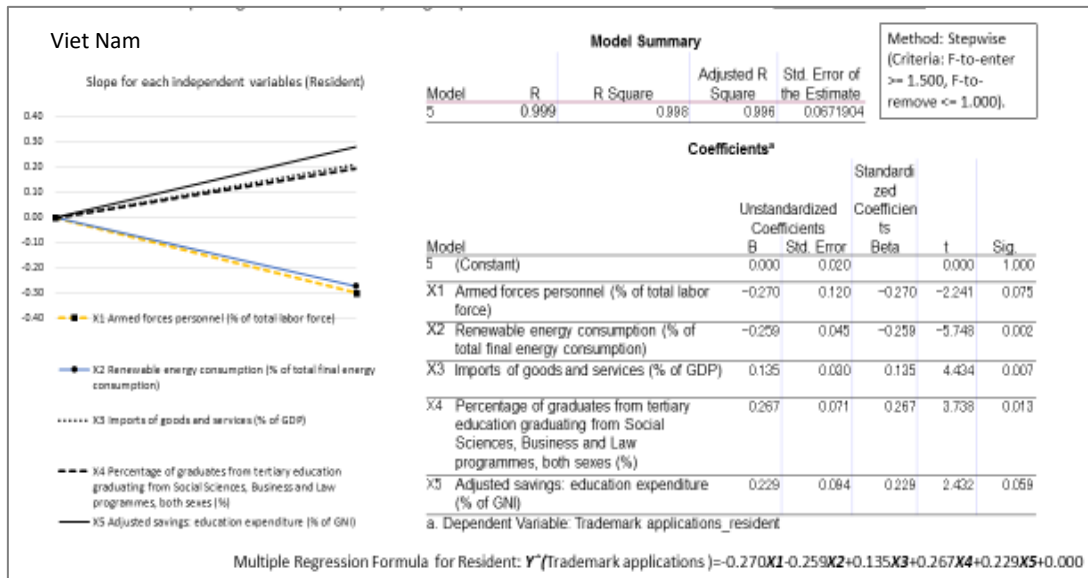 Viet Nam
Slope for each independent variables (Resident)
0.40
0.30
0.20
0.10
0.00
-0.10
-0.20
-0.30
-0.40
X1 Armed forces personnel (% of total labor force)
X2 Renewable energy consumption (% of total final energy
consumption)
X3 Imports of goods and services (% of GDP)
X4 Percentage of graduates from tertiary education
graduating from Social Sciences, Business and Law
programmes, both sexes (%)
X5 Adjusted savings: education expenditure (% of GNI)
Model Summary
Adjusted R Std. Error of
Model R R Square Square the Estimate
5 0.999 0.998 0.996 0.0671904
Method: Stepwise
(Criteria: F-to-enter
>= 1.500, F-to-
remove <= 1.000).
Coefficientsa
Standardi
zed
Unstandardized Coefficien
Coefficients ts
Model B Std. Error Beta t Sig.
5 (Constant) 0.000 0.020 0.000 1.000
X1 Armed forces personnel (% of total labor −0.270 0.120 −0.270 −2.241 0.075
force)
X2 Renewable energy consumption (% of −0.259 0.045 −0.259 −5.748 0.002
total final energy consumption)
X3 Imports of goods and services (% of GDP) 0.135 0.030 0.135 4.434 0.007
X4 Percentage of graduates from tertiary 0.267 0.071 0.267 3.738 0.013
education graduating from Social
Sciences, Business and Law
programmes, both sexes (%)
X5 Adjusted savings: education expenditure 0.229 0.094 0.229 2.432 0.059
(% of GNI)
a. Dependent Variable: Trademark applications_resident
Multiple Regression Formula for Resident: Y^(Trademark applications )=-0.270X1-0.259X2+0.135X3+0.267X4+0.229X5+0.000